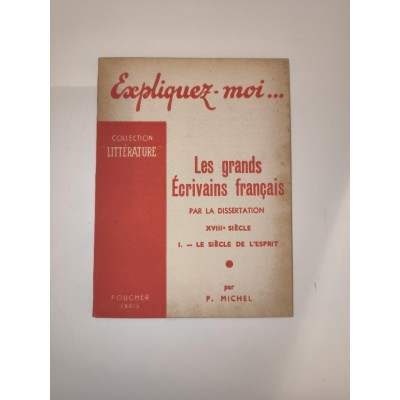 Expliquez-moi...
COLLECTION
"LITTÉRATURE"
Les grands
Écrivains français
PAR LA DISSERTATION
XVIIIe SIÈCLE
I. — LE SIÈCLE DE L'ESPRIT
par
P. MICHEL
FOUCHER
PARIS